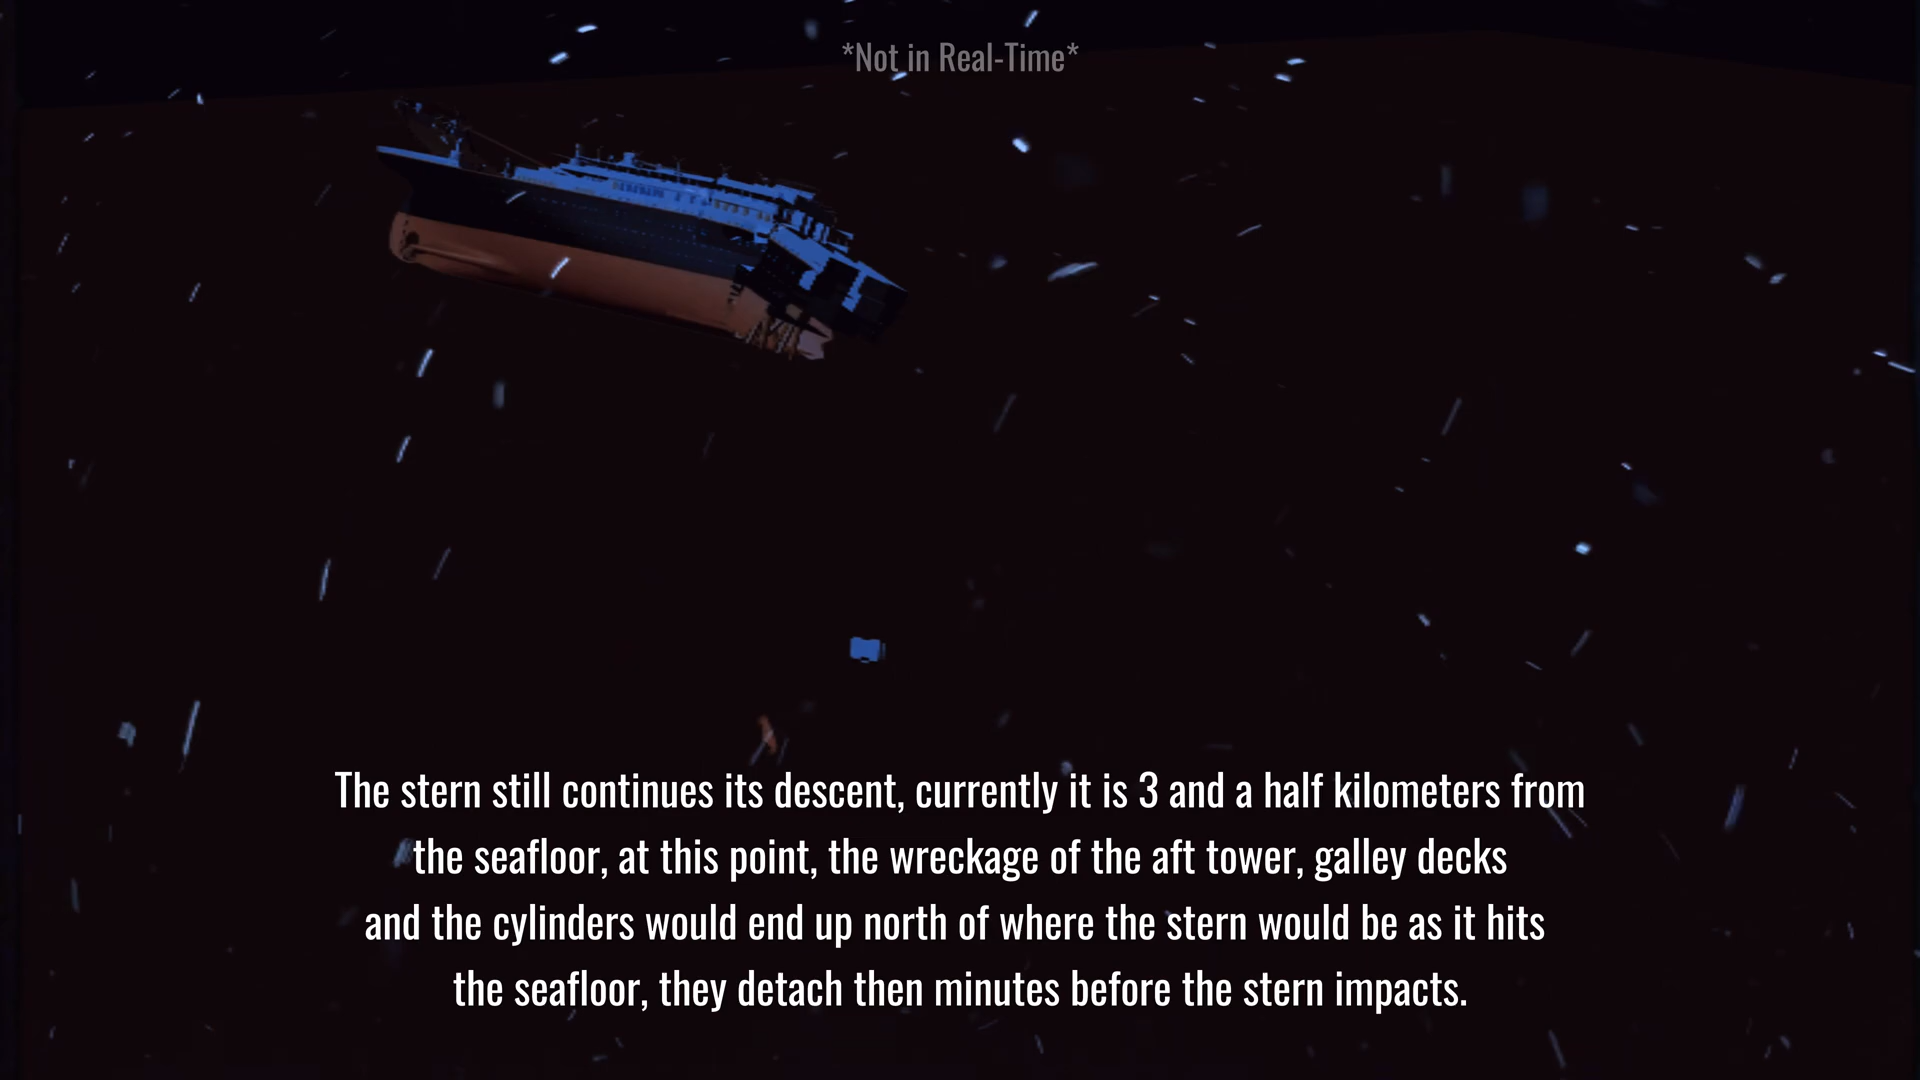 *Not in Real-Time*
The stern still continues its descent, currently it is 3 and a half kilometers from
the seafloor, at this point, the wreckage of the aft tower, galley decks
and the cylinders would end up north of where the stern would be as it hits
the seafloor, they detach then minutes before the stern impacts.